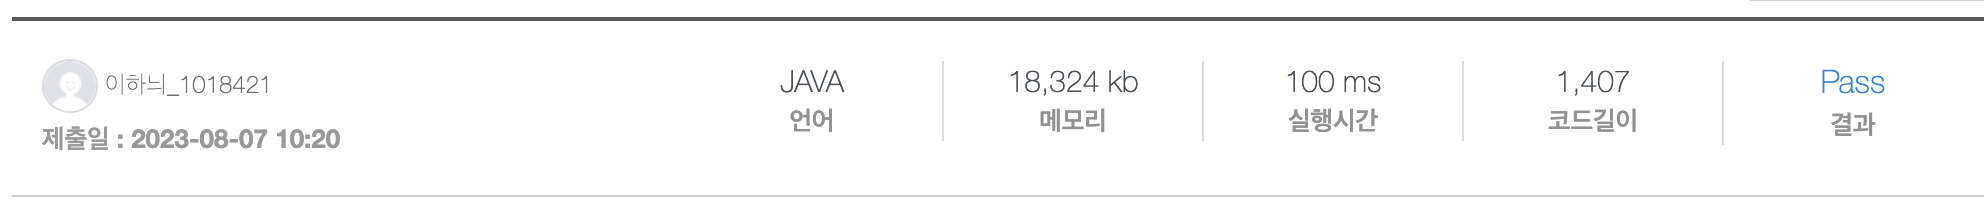 이하늬_1018421
제출일 : 2023-08-07 10:20
JAVA
언어
18,324 kb
메모리
100 ms
실행시간
1,407
코드길이
Pass
결과